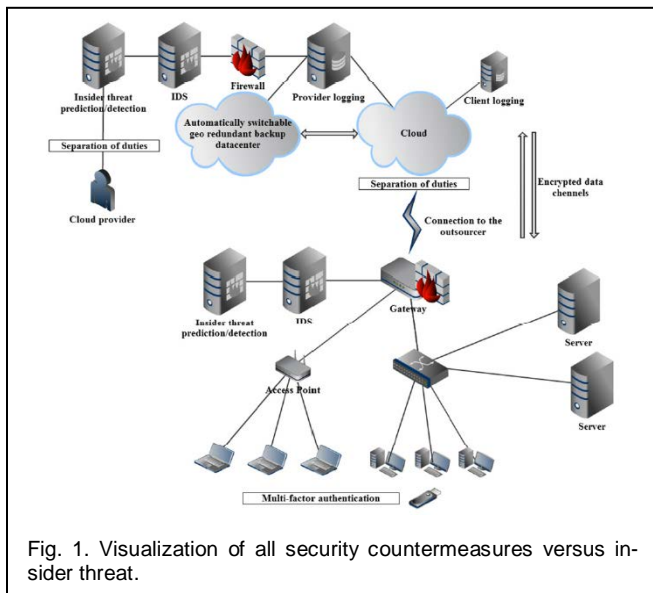 Insider threat
prediction/detection
IDS
Firewall
Provider logging
Client logging
Automatically switchable
geo redundant backup
datacenter
Cloud
Separation of duties
Cloud provider
Separation of duties
Encrypted data
channels
Connection to the
outsourcer
Insider threat
prediction/detection
IDS
Gateway
Server
Access Point
Server
Multi-factor authentication
Fig. 1. Visualization of all security countermeasures versus in-
sider threat.